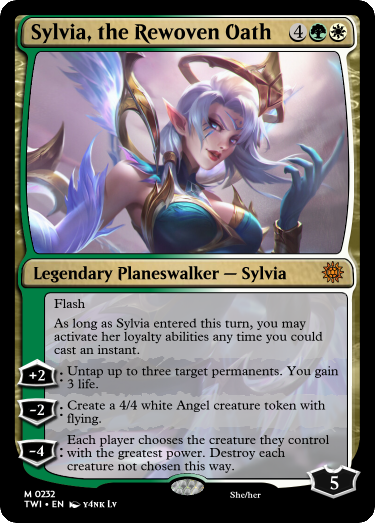 Sylvia, the Rewoven Oath 4
Legendary Planeswalker — Sylvia
Flash
As long as Sylvia entered this turn, you may
activate her loyalty abilities any time you could
cast an instant.
+2: Untap up to three target permanents. You gain
3 life.
-2: Create a 4/4 white Angel creature token with
flying.
-4: Each player chooses the creature they control
with the greatest power. Destroy each
creature not chosen this way.
5
M 0232
TWI • EN Y4NK LV
She/her